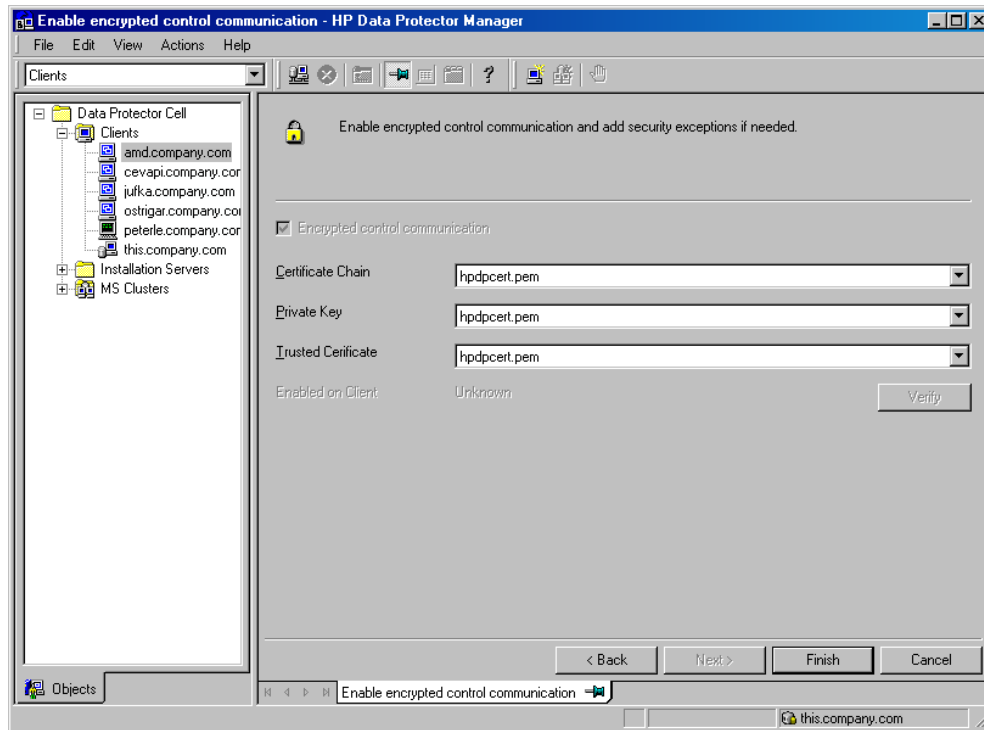 Enable encrypted control communication - HP Data Protector Manager
File Edit View Actions Help
Clients
Data Protector Cell
Clients
amd.company.com
cevapi.company.cor
jufka.company.com
ostrigar.company.coi
peterle.company.cor
this.company.com
Installation Servers
MS Clusters
Objects
Enable encrypted control communication and add security exceptions if needed.
Encrypted control communication
Certificate Chain hpdpcert.pem
Private Key hpdpcert.pem
Trusted Cerificate hpdpcert.pem
Enabled on Client Unknown Verify
< Back Next > Finish Cancel
Enable encrypted control communication
this.company.com